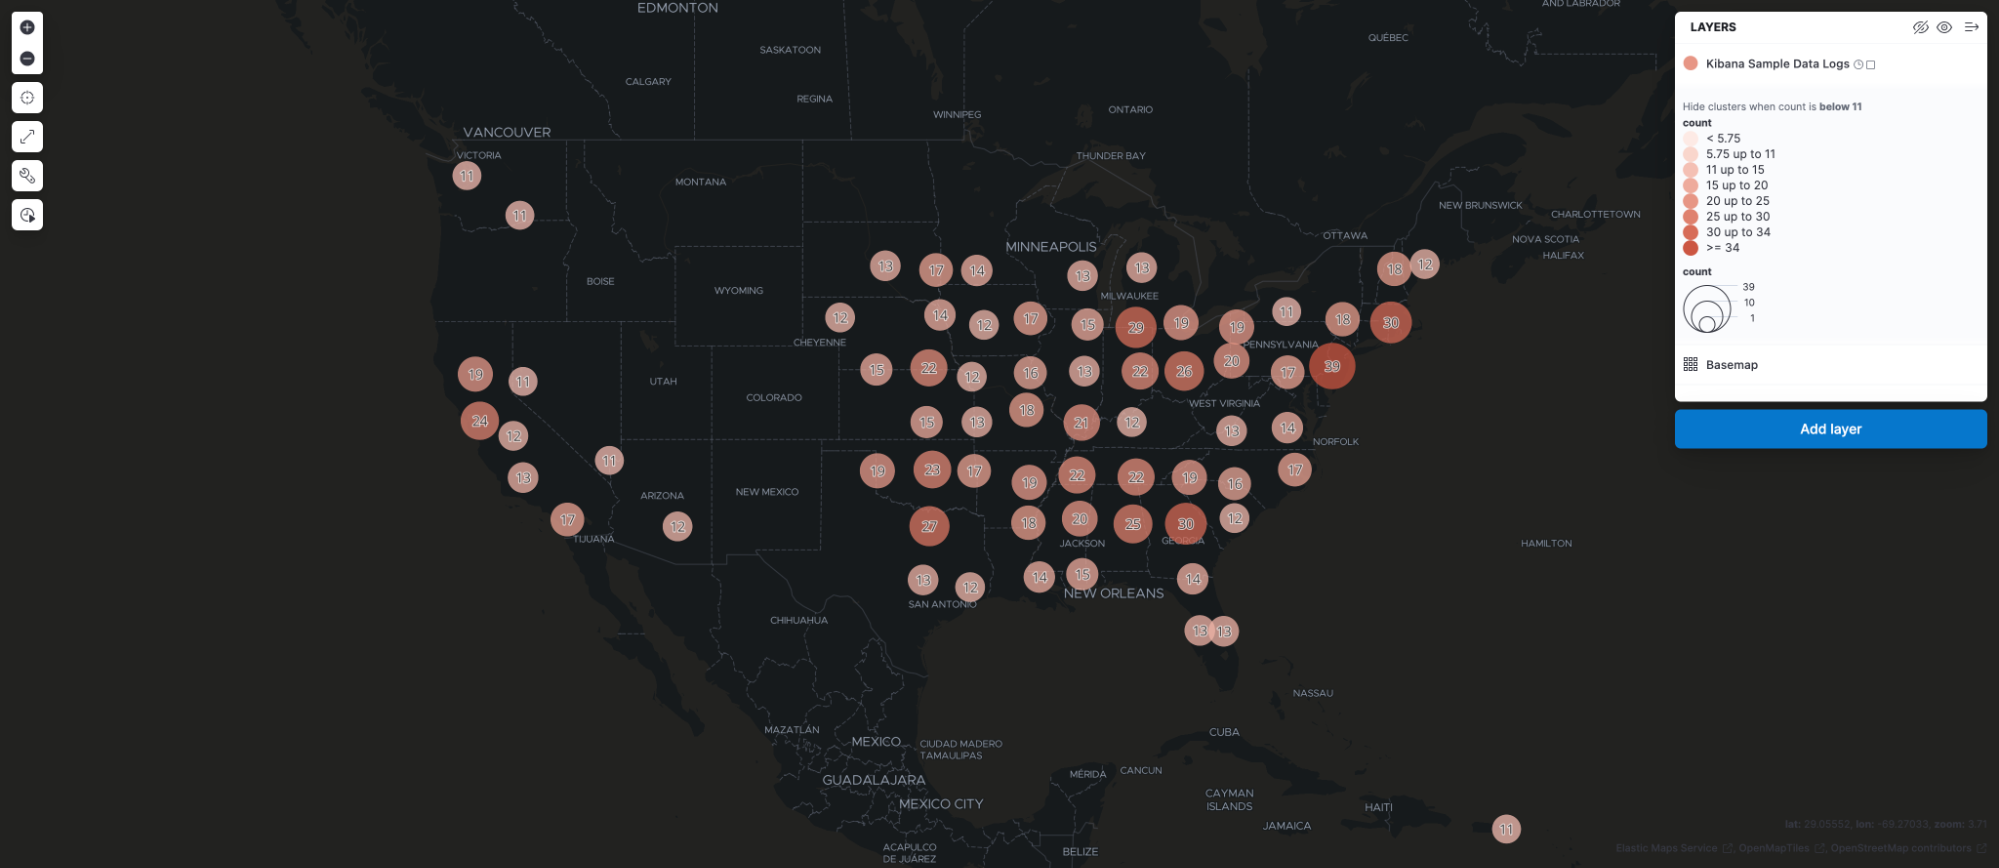 EDMONTON
AND LABRADOR
SASKATOON
QUÉBEC
CALGARY
REGINA
WINNIPEG
ONTARIO
VANCOUVER
VICTORIA
THUNDER BAY
11
MONTANA
11
NEW BRUNSWICK
CHARLOTTETOWN
MINNEAPOLIS
OTTAWA
NOVA SCOTIA
HALIFAX
13
17
14
13
13
18
12
BOISE
WYOMING
MILWAUKEE
12
14
12
17
15
29
19
19
11
18
30
CHEYENNE
PENNSYLVANIA
19
11
UTAH
15
22
12
16
13
22
26
20
17
39
COLORADO
WEST VIRGINIA
24
12
15
13
18
21
12
13
14
NORFOLK
11
13
19
23
17
19
22
22
19
16
17
ARIZONA
NEW MEXICO
17
12
27
18
20
25
30
12
TIJUANA
JACKSON
GEORGIA
HAMILTON
13
12
14
15
14
SAN ANTONIO
NEW ORLEANS
CHIHUAHUA
13
13
NASSAU
MAZATLÁN
CUBA
MEXICO
CIUDAD MADERO
TAMAULIPAS
GUADALAJARA
MÉRIDA
CANCUN
MEXICO CITY
CAYMAN
ISLANDS
HAITI
JAMAICA
11
ACAPULCO
DE JUÁREZ
BELIZE
LAYERS
Kibana Sample Data Logs
Hide clusters when count is below 11
count
< 5.75
5.75 up to 11
11 up to 15
15 up to 20
20 up to 25
25 up to 30
30 up to 34
>= 34
count
39
10
1
Basemap
Add layer
lat: 29.05552, lon: -69.27033, zoom: 3.71
Elastic Maps Service , OpenMapTiles , OpenStreetMap contributors